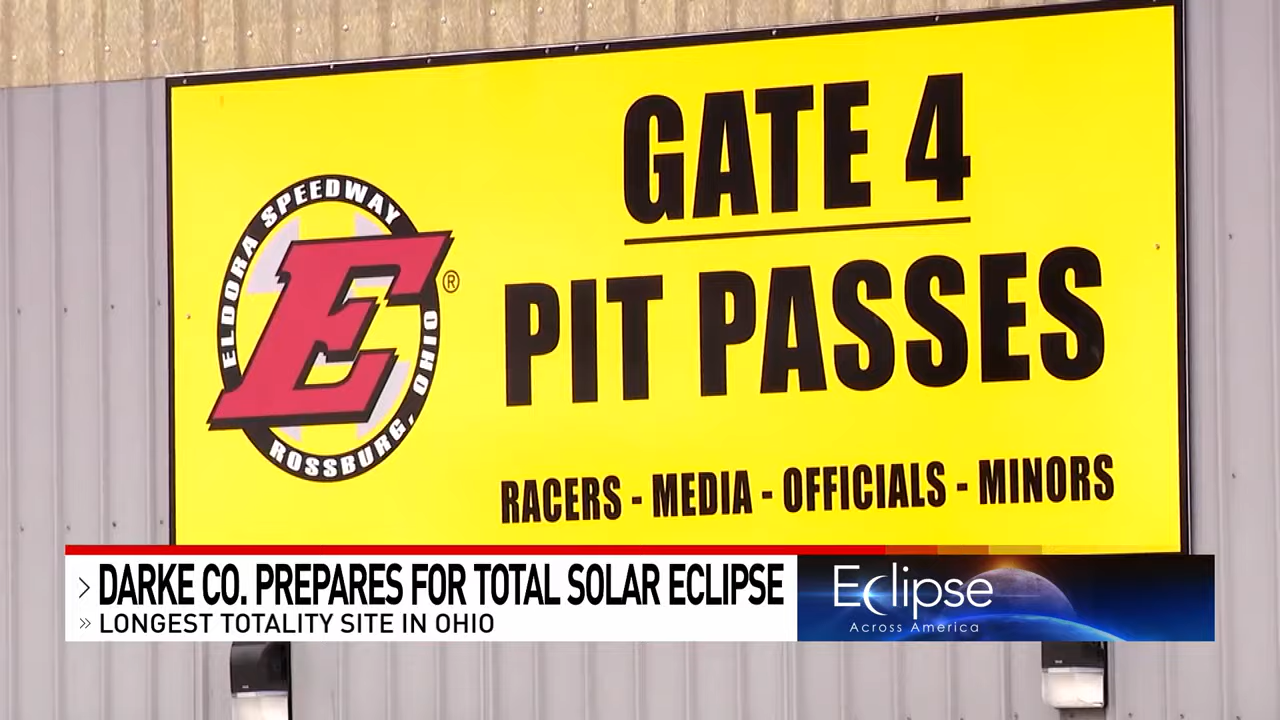 GATE 4
PIT PASSES
RACERS - MEDIA - OFFICIALS - MINORS
ELDORA SPEEDWAY
E®
ROSSBURG, OHIO
DARKE CO. PREPARES FOR TOTAL SOLAR ECLIPSE
LONGEST TOTALITY SITE IN OHIO
Eclipse
Across America